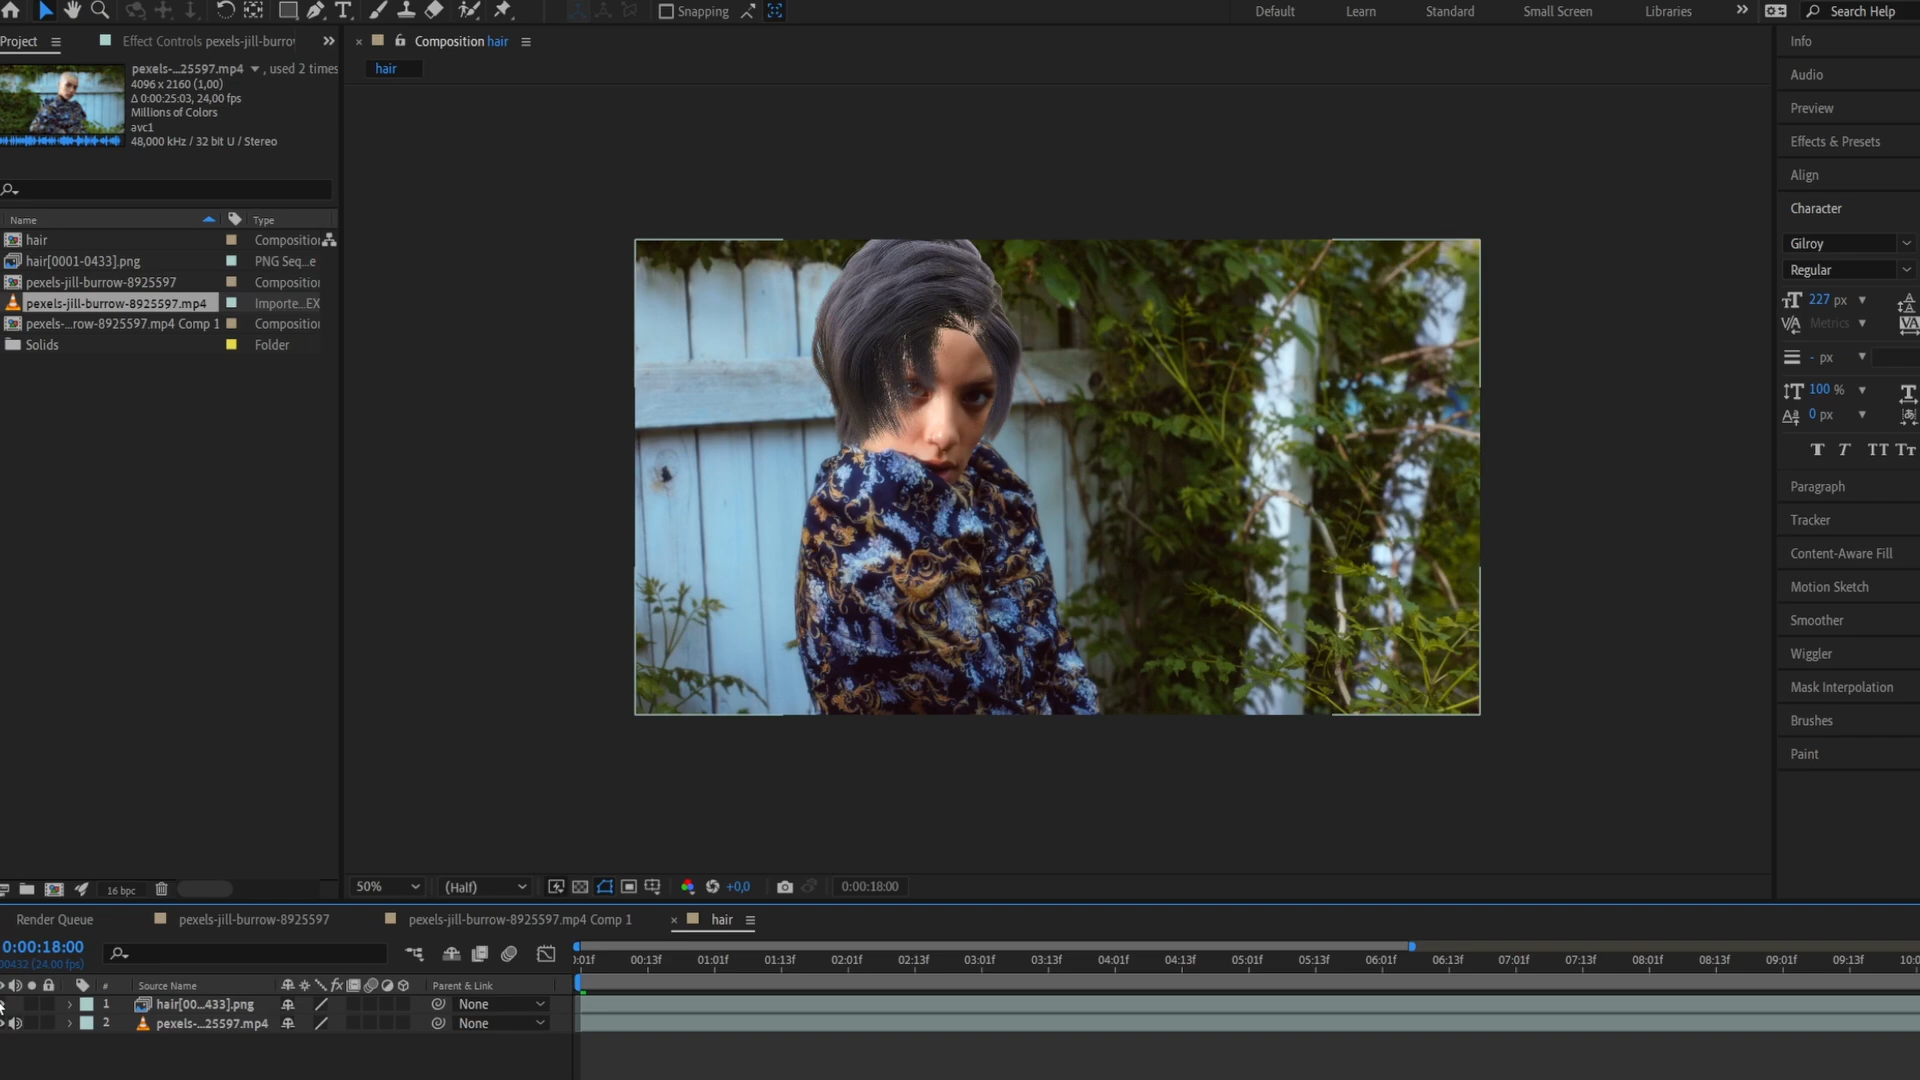 Snapping
Default
Learn
Standard
Small Screen
Libraries
Search Help
Project
Effect Controls pexels-jill-burrow
Composition hair
hair
pexels-...25597.mp4 , used 2 times
4096 x 2160 (1,00)
Δ 0:00:25:03, 24,00 fps
Millions of Colors
avc1
48,000 kHz / 32 bit U / Stereo
Name Type
hair Compositio
hair[0001-0433].png PNG Seq...e
pexels-jill-burrow-8925597 Compositio
pexels-jill-burrow-8925597.mp4 Importe...EX
pexels-...row-8925597.mp4 Comp 1 Compositio
Solids Folder
Info
Audio
Preview
Effects & Presets
Align
Character
Gilroy
Regular
227 px
Metrics
- px
100 %
0 px
T T TT Tt
Paragraph
Tracker
Content-Aware Fill
Motion Sketch
Smoother
Wiggler
Mask Interpolation
Brushes
Paint
16 bpc
50% (Half) +0,0 0:00:18:00
Render Queue
pexels-jill-burrow-8925597
pexels-jill-burrow-8925597.mp4 Comp 1
hair
0:00:18:00
00432 (24.00 fps)
:01f 00:13f 01:01f 01:13f 02:01f 02:13f 03:01f 03:13f 04:01f 04:13f 05:01f 05:13f 06:01f 06:13f 07:01f 07:13f 08:01f 08:13f 09:01f 09:13f 10:0
# Source Name fx Parent & Link
1 hair[00...433].png None
2 pexels-...25597.mp4 None